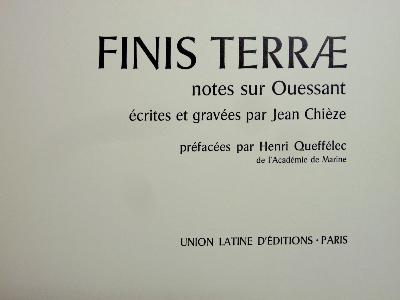 FINIS TERRÆ
notes sur Ouessant
écrites et gravées par Jean Chièze
préfacées par Henri Queffélec
de l'Académie de Marine
UNION LATINE D'ÉDITIONS · PARIS